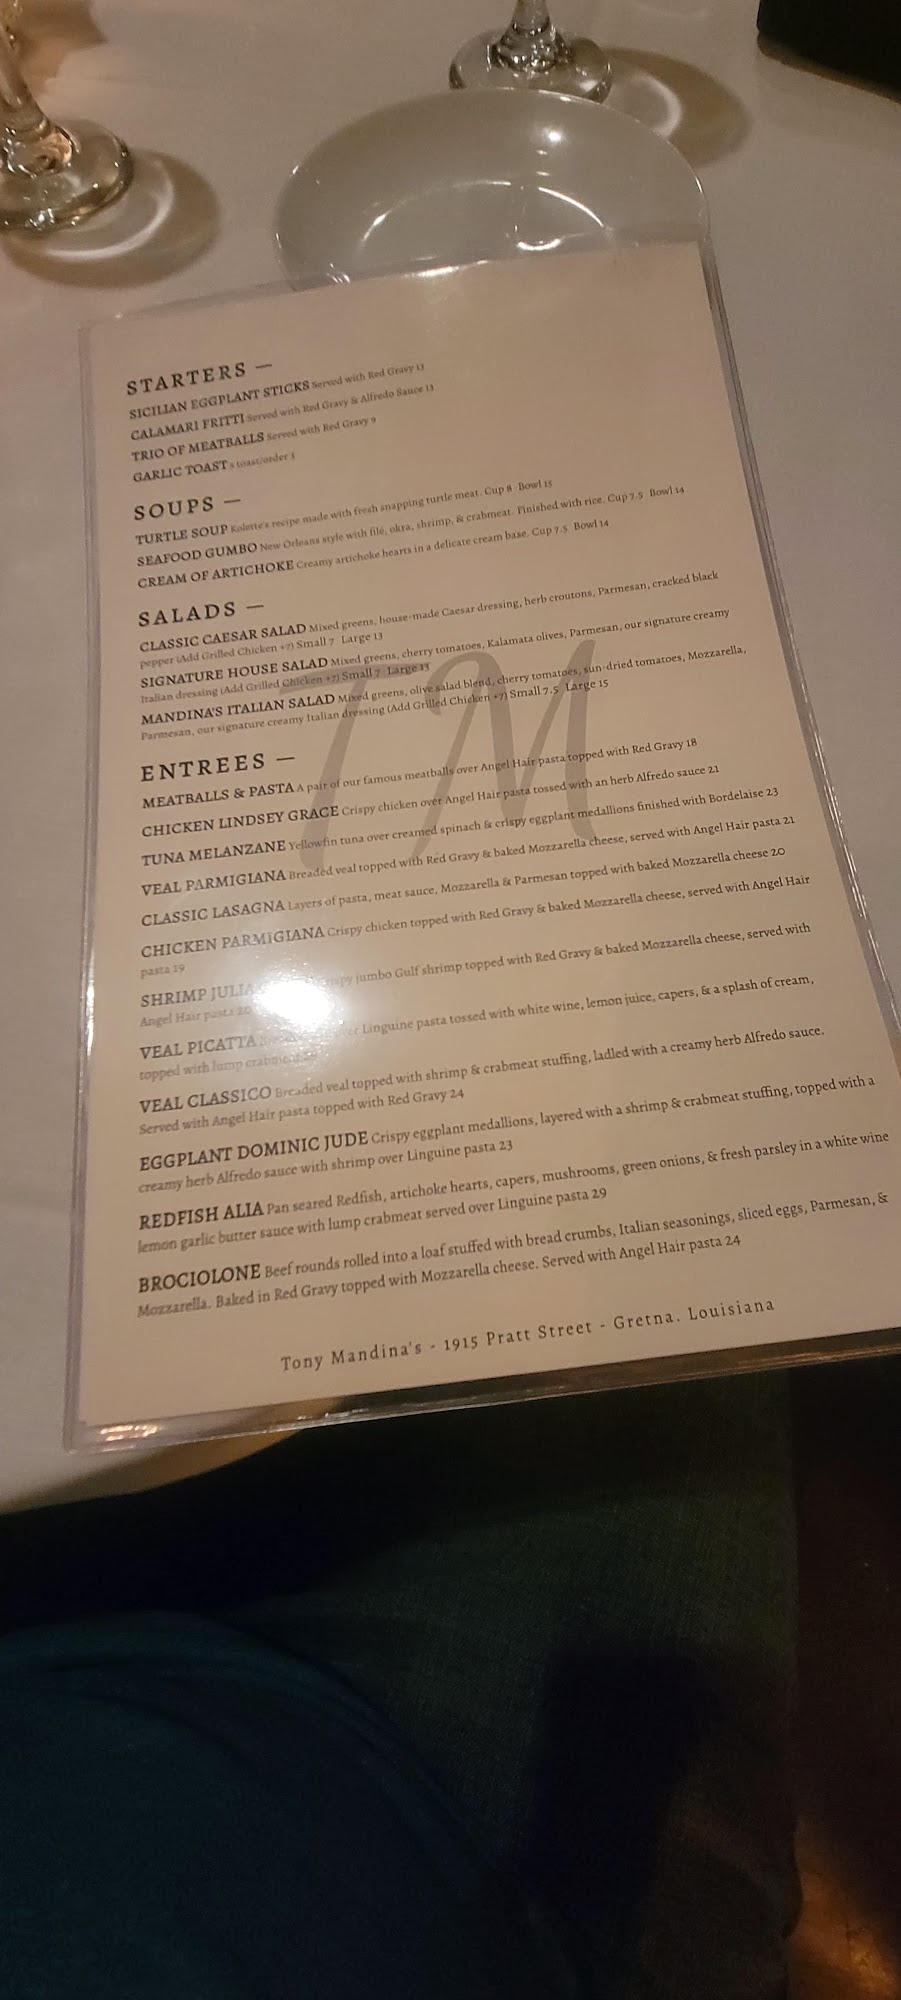 STARTERS —
SICILIAN EGGPLANT STICKS Served with Red Gravy 13
CALAMARI FRITTI Served with Red Gravy & Alfredo Sauce 13
TRIO OF MEATBALLS Served with Red Gravy 9
GARLIC TOAST toast/order
SOUPS —
TURTLE SOUP Kolette's recipe made with fresh snapping turtle meat. Cup 8 Bowl 15
SEAFOOD GUMBO New Orleans style with filé, okra, shrimp, & crabmeat. Finished with rice. Cup 7.5 Bowl 14
CREAM OF ARTICHOKE Creamy artichoke hearts in a delicate cream base. Cup 7.5 Bowl 14
SALADS —
CLASSIC CAESAR SALAD Mixed greens, house-made Caesar dressing, herb croutons, Parmesan, cracked black
pepper (Add Grilled Chicken +7) Small 7 Large 13
SIGNATURE HOUSE SALAD Mixed greens, cherry tomatoes, Kalamata olives, Parmesan, our signature creamy
Italian dressing (Add Grilled Chicken +7) Small 7 Large 13
MANDINA'S ITALIAN SALAD Mixed greens, olive salad blend, cherry tomatoes, sun-dried tomatoes, Mozzarella,
Parmesan, our signature creamy Italian dressing (Add Grilled Chicken +7) Small 7.5 Large 15
TM
ENTREES —
MEATBALLS & PASTA A pair of our famous meatballs over Angel Hair pasta topped with Red Gravy 18
CHICKEN LINDSEY GRACE Crispy chicken over Angel Hair pasta tossed with an herb Alfredo sauce 21
TUNA MELANZANE Yellowfin tuna over creamed spinach & crispy eggplant medallions finished with Bordelaise 23
VEAL PARMIGIANA Breaded veal topped with Red Gravy & baked Mozzarella cheese, served with Angel Hair pasta 21
CLASSIC LASAGNA Layers of pasta, meat sauce, Mozzarella & Parmesan topped with baked Mozzarella cheese 20
CHICKEN PARMIGIANA Crispy chicken topped with Red Gravy & baked Mozzarella cheese, served with Angel Hair
pasta 19
SHRIMP JULIA Crispy jumbo Gulf shrimp topped with Red Gravy & baked Mozzarella cheese, served with
Angel Hair pasta 20
VEAL PICATTA over Linguine pasta tossed with white wine, lemon juice, capers, & a splash of cream,
topped with lump crabmeat
VEAL CLASSICO Breaded veal topped with shrimp & crabmeat stuffing, ladled with a creamy herb Alfredo sauce.
Served with Angel Hair pasta topped with Red Gravy 24
EGGPLANT DOMINIC JUDE Crispy eggplant medallions, layered with a shrimp & crabmeat stuffing, topped with a
creamy herb Alfredo sauce with shrimp over Linguine pasta 23
REDFISH ALIA Pan seared Redfish, artichoke hearts, capers, mushrooms, green onions, & fresh parsley in a white wine
lemon garlic butter sauce with lump crabmeat served over Linguine pasta 29
BROCIOLONE Beef rounds rolled into a loaf stuffed with bread crumbs, Italian seasonings, sliced eggs, Parmesan, &
Mozzarella. Baked in Red Gravy topped with Mozzarella cheese. Served with Angel Hair pasta 24
Tony Mandina's - 1915 Pratt Street - Gretna. Louisiana